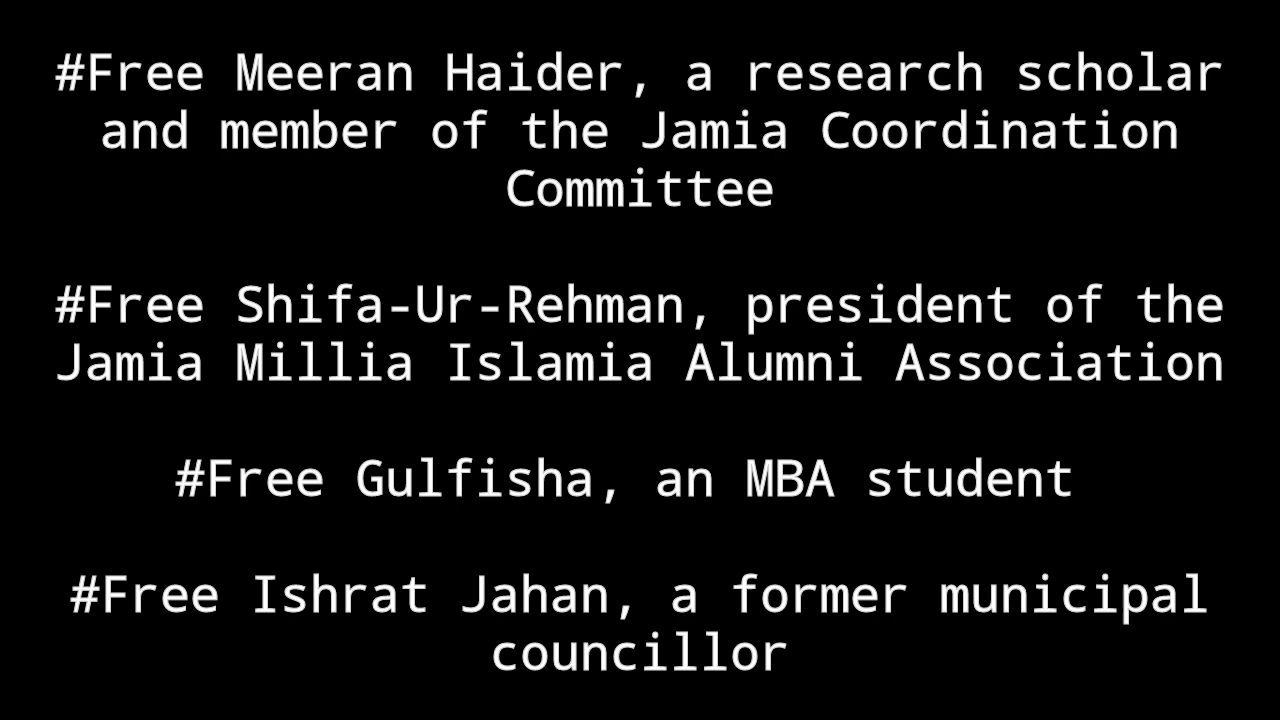 #Free Meeran Haider, a research scholar
and member of the Jamia Coordination
Committee
#Free Shifa-Ur-Rehman, president of the
Jamia Millia Islamia Alumni Association
#Free Gulfisha, an MBA student
#Free Ishrat Jahan, a former municipal
councillor